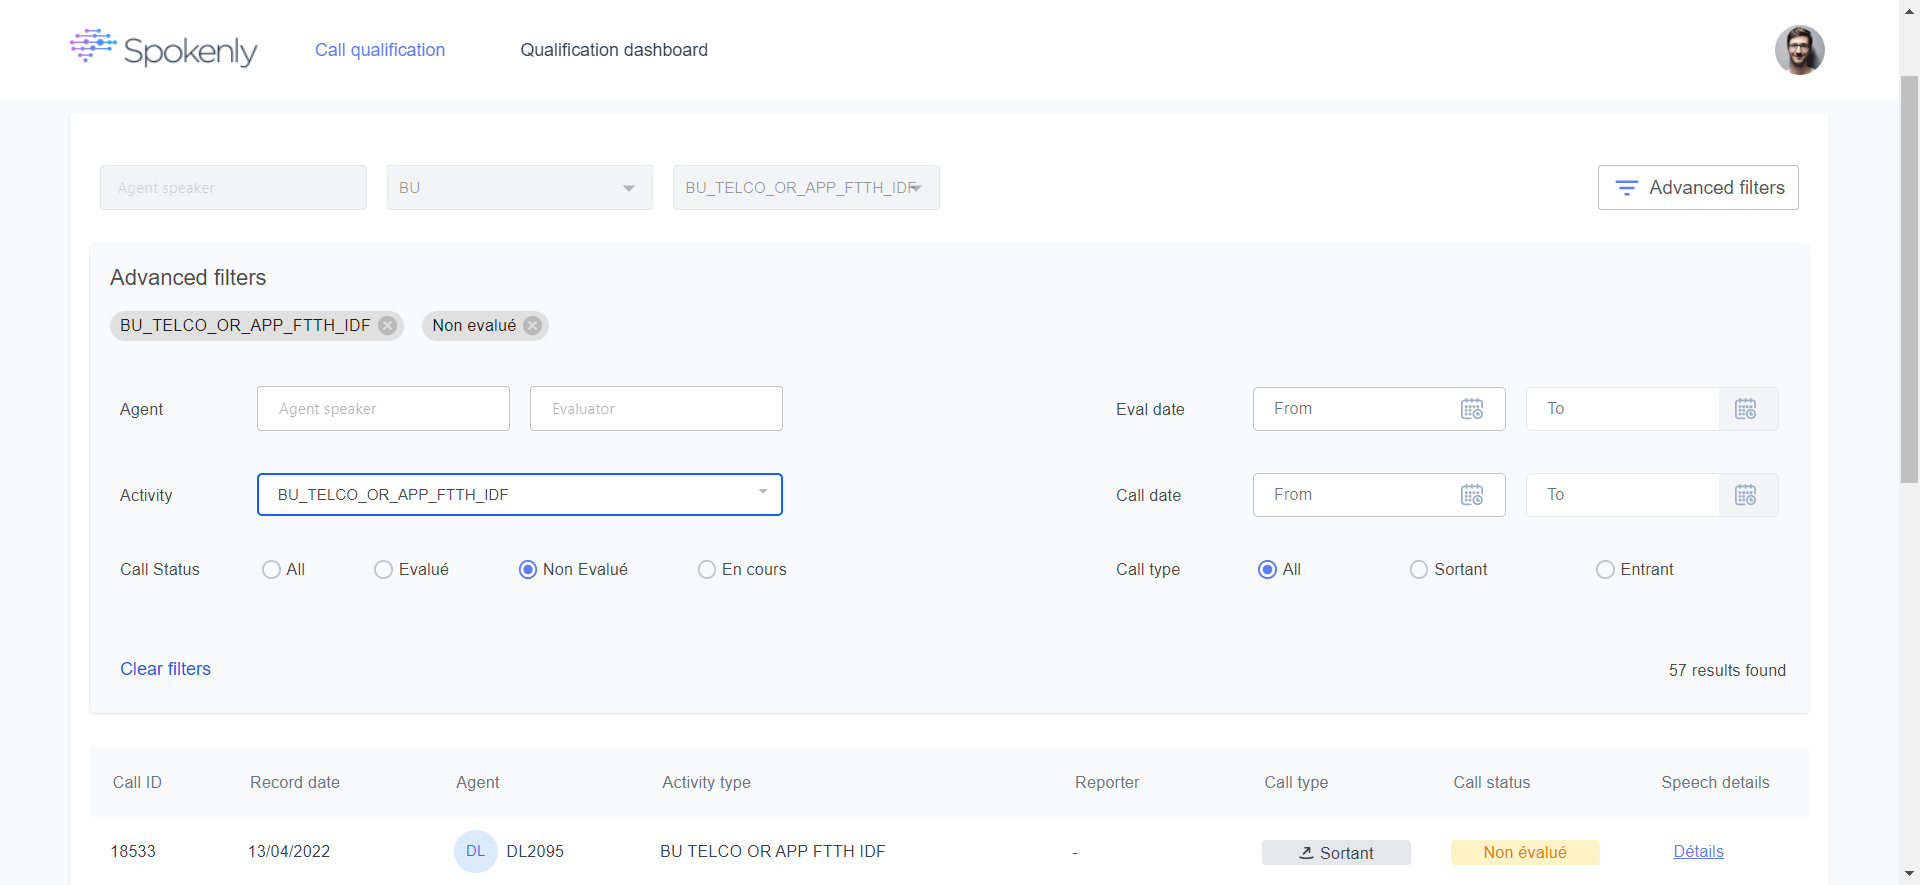 Spokenly Call qualification Qualification dashboard
Agent speaker BU BU_TELCO_OR_APP_FTTH_IDF Advanced filters
Advanced filters
BU_TELCO_OR_APP_FTTH_IDF Non evalué
Agent Agent speaker Evaluator Eval date From To
Activity BU_TELCO_OR_APP_FTTH_IDF Call date From To
Call Status All Evalué Non Evalué En cours Call type All Sortant Entrant
Clear filters 57 results found
Call ID Record date Agent Activity type Reporter Call type Call status Speech details
18533 13/04/2022 DL DL2095 BU TELCO OR APP FTTH IDF - Sortant Non évalué Détails